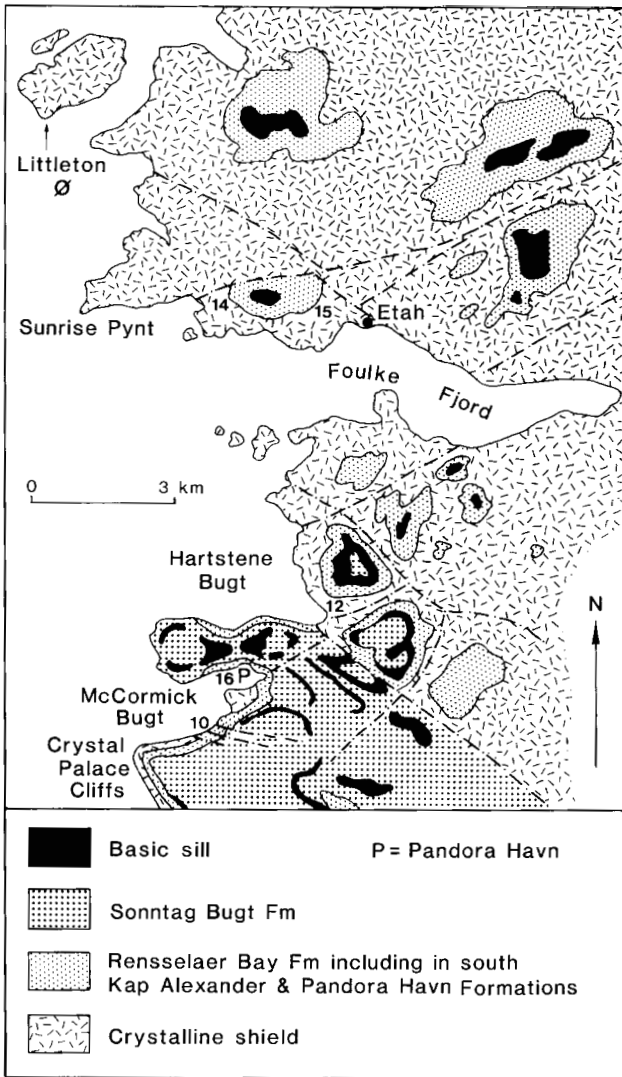 Littleton
Ø
Sunrise Pynt
14
15
Etah
Foulke
Fjord
0 3 km
Hartstene
Bugt
12
N
16
P
McCormick
Bugt
10
Crystal
Palace
Cliffs
Basic sill
P = Pandora Havn
Sonntag Bugt Fm
Rensselaer Bay Fm including in south
Kap Alexander & Pandora Havn Formations
Crystalline shield